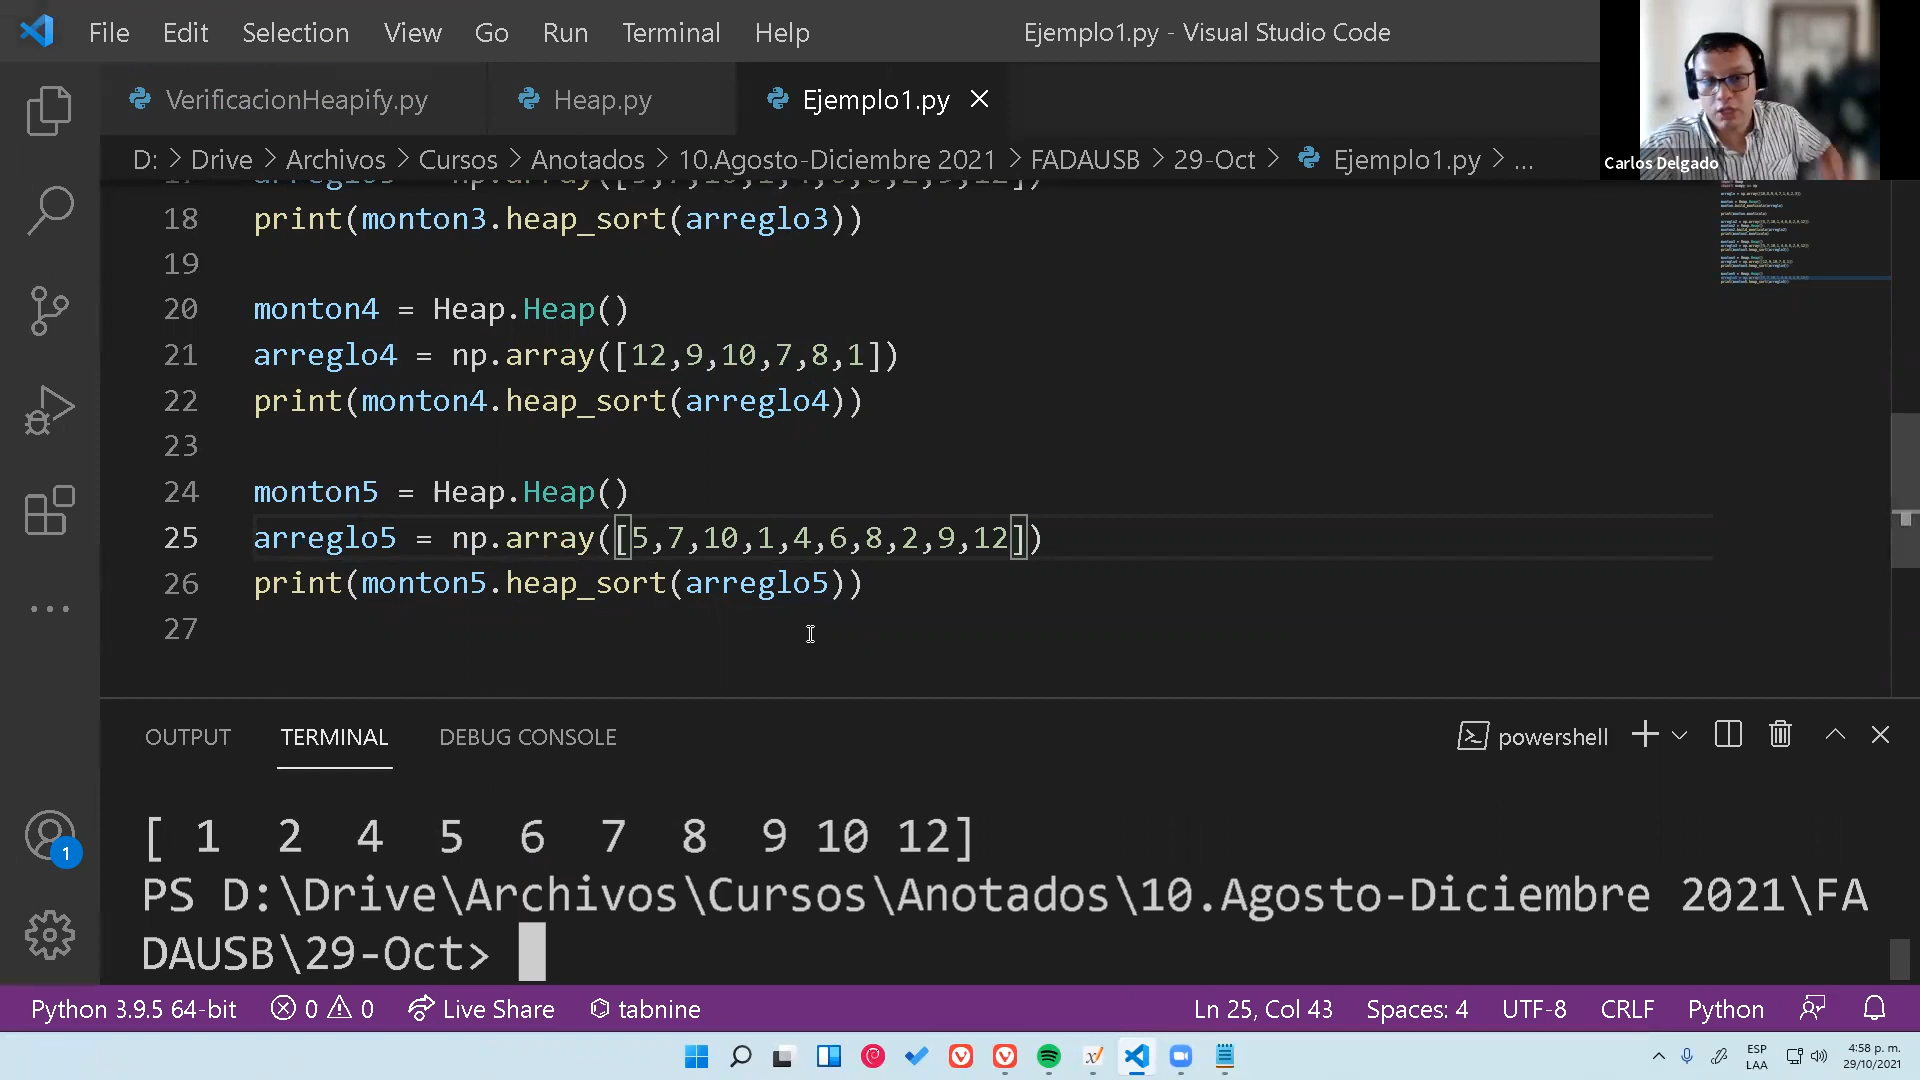 File Edit Selection View Go Run Terminal Help Ejemplo1.py - Visual Studio Code
VerificacionHeapify.py Heap.py Ejemplo1.py
D: > Drive > Archivos > Cursos > Anotados > 10.Agosto-Diciembre 2021 > FADAUSB > 29-Oct > Ejemplo1.py > ...
Carlos Delgado
18 print(monton3.heap_sort(arreglo3))
19
20 monton4 = Heap.Heap()
21 arreglo4 = np.array([12,9,10,7,8,1])
22 print(monton4.heap_sort(arreglo4))
23
24 monton5 = Heap.Heap()
25 arreglo5 = np.array([5,7,10,1,4,6,8,2,9,12])
26 print(monton5.heap_sort(arreglo5))
27
OUTPUT TERMINAL DEBUG CONSOLE powershell
[ 1 2 4 5 6 7 8 9 10 12]
PS D:\Drive\Archivos\Cursos\Anotados\10.Agosto-Diciembre 2021\FA
DAUSB\29-Oct>
1
Python 3.9.5 64-bit 0 0 Live Share tabnine Ln 25, Col 43 Spaces: 4 UTF-8 CRLF Python
ESP
LAA
4:58 p. m.
29/10/2021